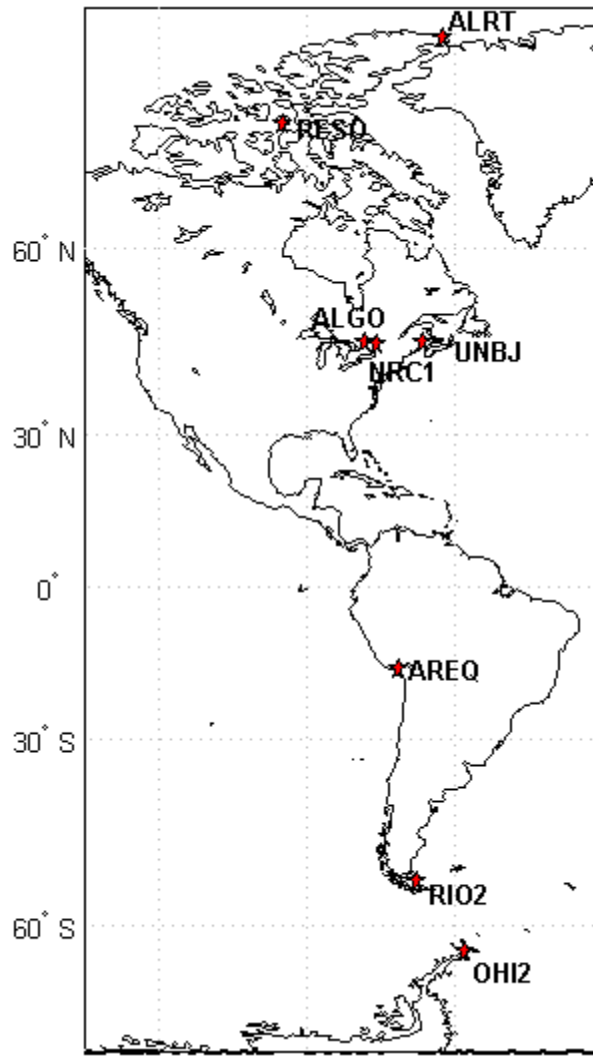 ALRT
RESO
60° N
ALGO
UNBJ
NRC1
30° N
0°
AREQ
30° S
RIO2
60° S
OHI2